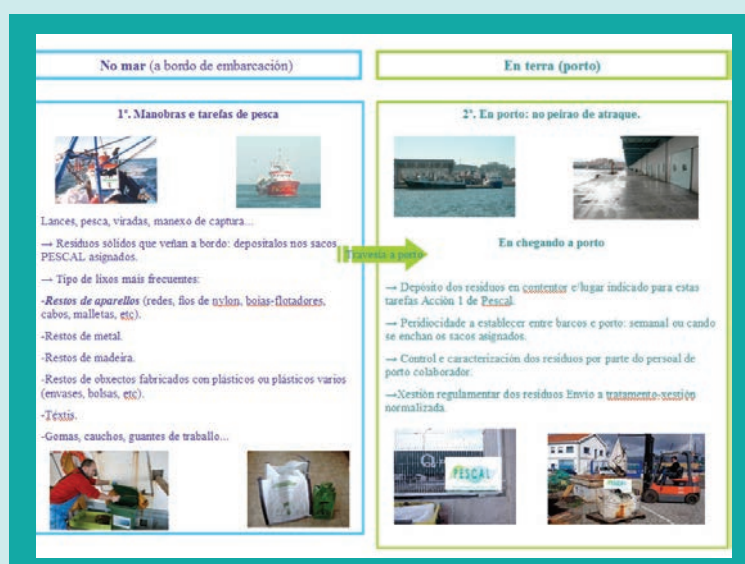 No mar (a bordo de embarcación)
1ª. Manobras e tarefas de pesca
Lances, pesca, viradas, manexo de captura...
→ Residuos sólidos que veñan a bordo: depositalos nos sacos
PESCAL asignados.
→ Tipo de lixos máis frecuentes:
-Restos de aparellos (redes, fíos de nylon, boias-flotadores,
cabos, malletas, etc).
-Restos de metal.
-Restos de madeira.
-Restos de obxectos fabricados con plásticos ou plásticos varios
(envases, bolsas, etc).
-Téxtis.
-Gomas, cauchos, guantes de traballo...
Travesía a porto
En terra (porto)
2ª. En porto: no peirao de atraque.
En chegando a porto
→ Depósito dos residuos en contentor e/lugar indicado para estas
tarefas Acción 1 de Pescal.
→ Peridiocidade a establecer entre barcos e porto: semanal ou cando
se enchan os sacos asignados.
→ Control e caracterización dos residuos por parte do persoal de
porto colaborador.
→Xestión regulamentar dos residuos Envío a tratamento-xestión
normalizada.
PESCAL